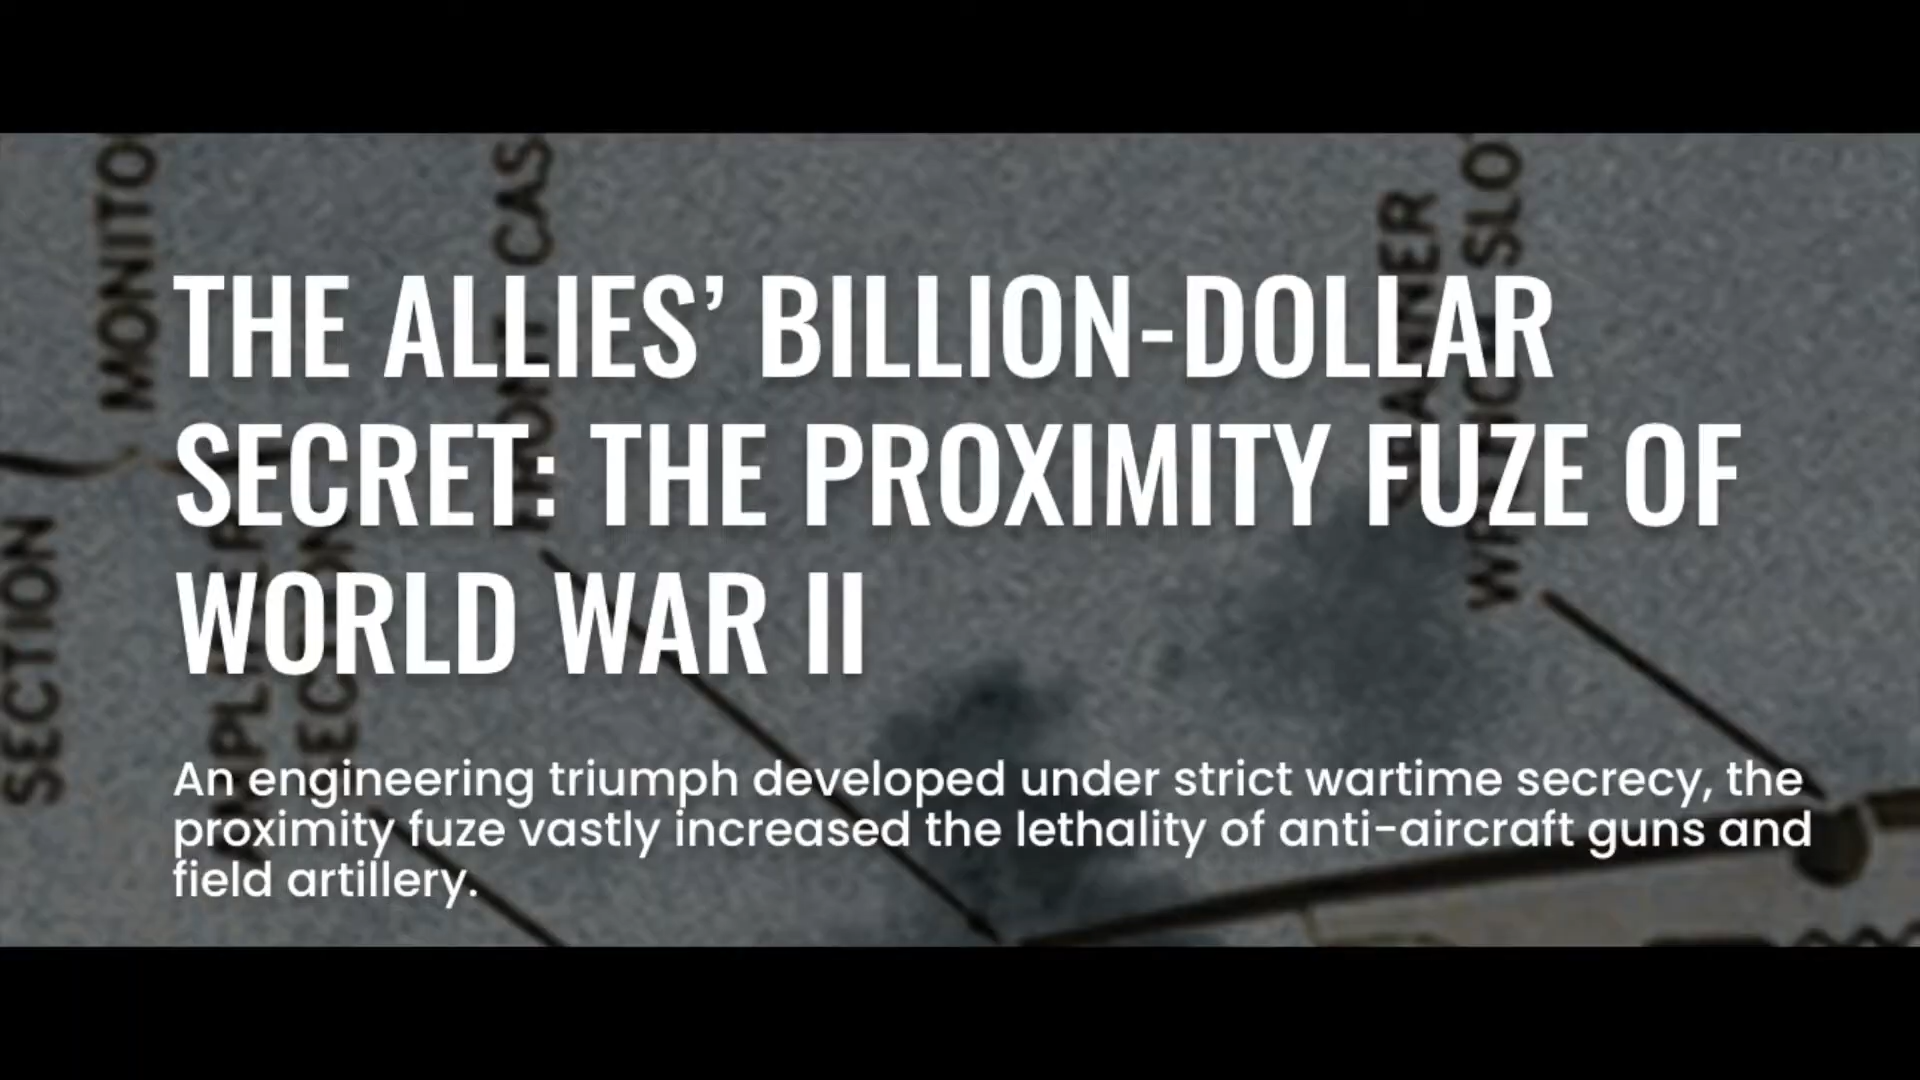 THE ALLIES’ BILLION-DOLLAR
SECRET: THE PROXIMITY FUZE OF
WORLD WAR II
An engineering triumph developed under strict wartime secrecy, the
proximity fuze vastly increased the lethality of anti-aircraft guns and
field artillery.
SECTION